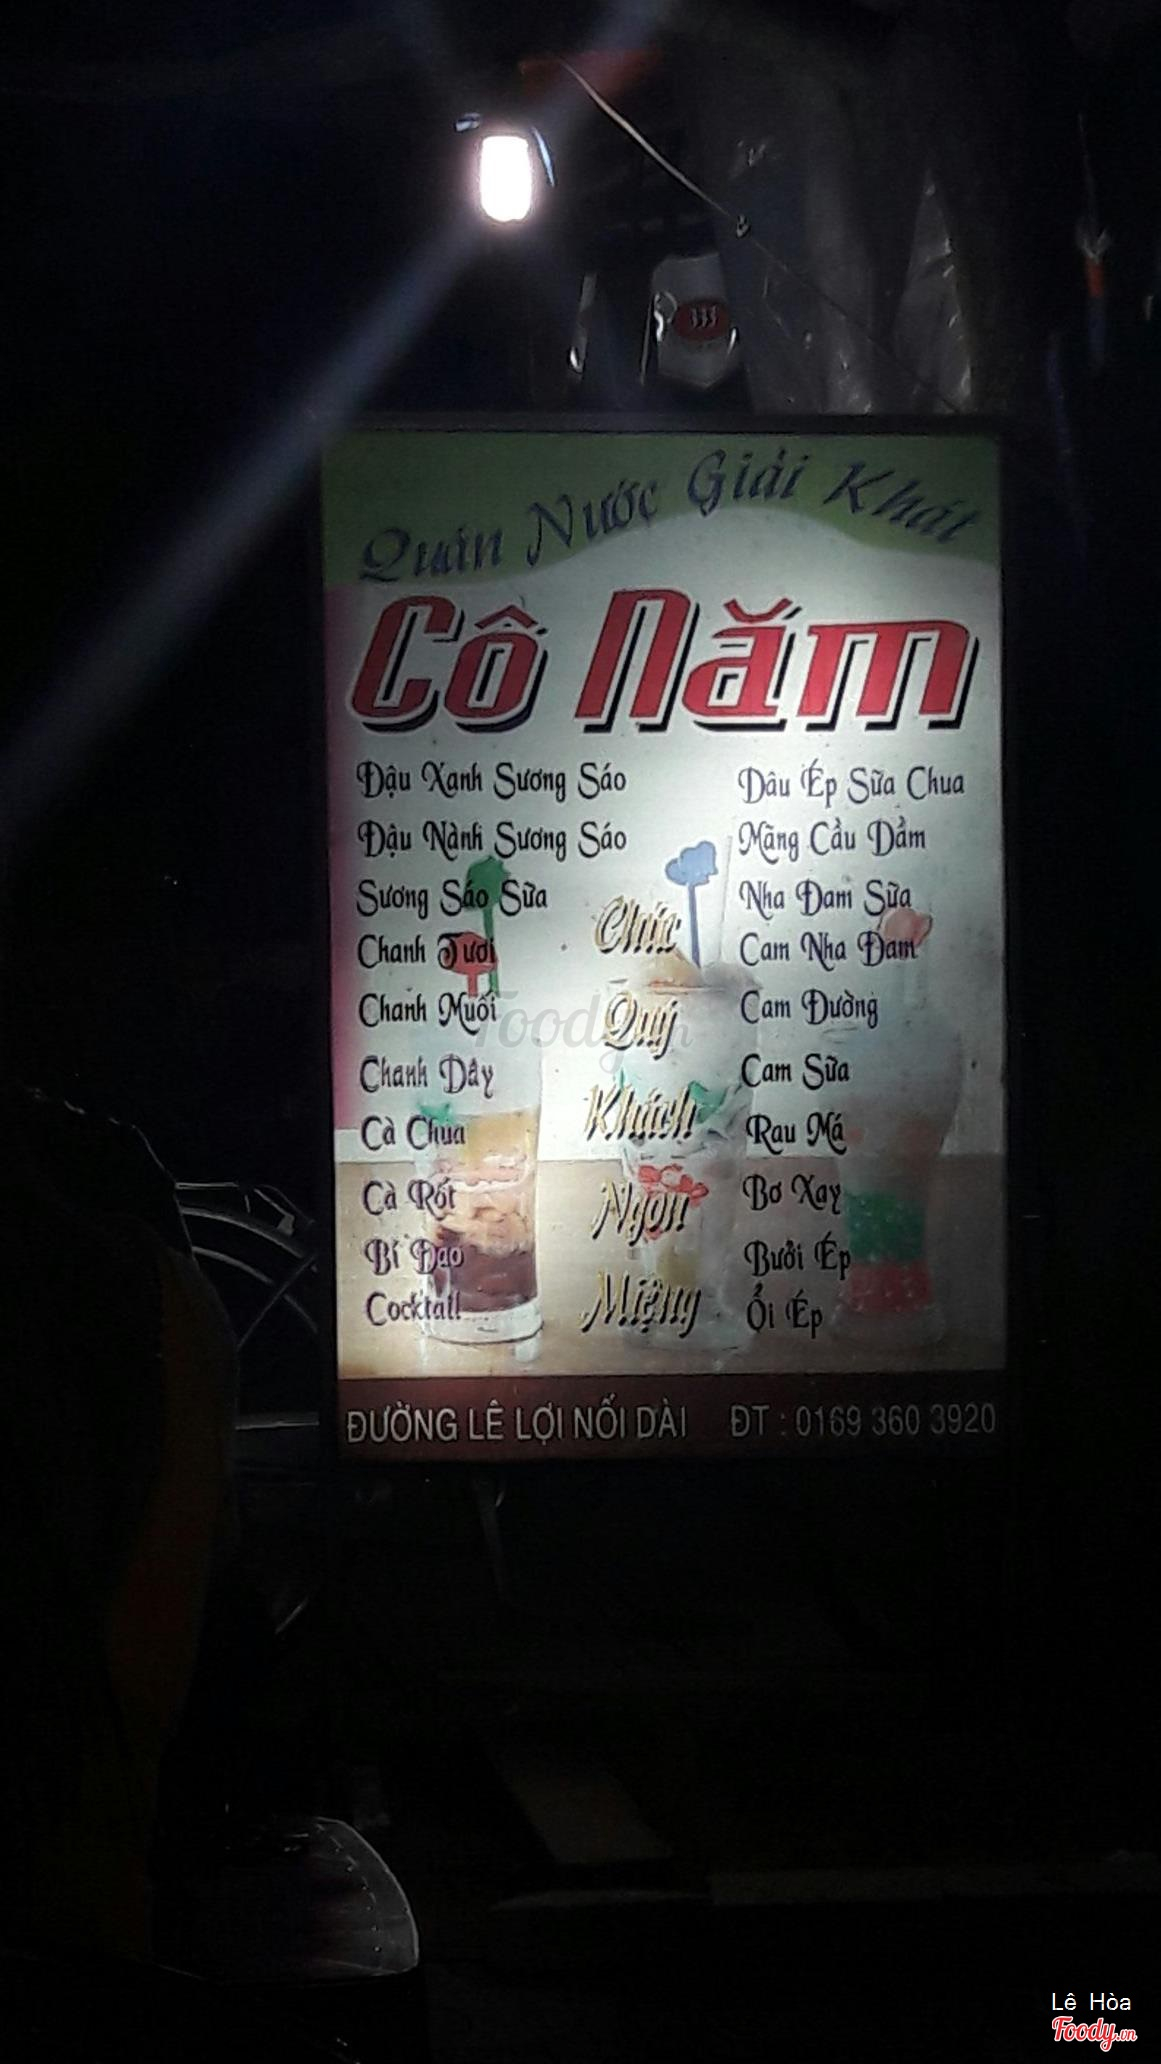 333
Quán Nước Giải Khát
Cô Năm
Đậu Xanh Sương Sáo
Đậu Nành Sương Sáo
Sương Sáo Sữa
Chanh Tươi
Chanh Muối
Chanh Dây
Cà Chua
Cà Rốt
Bí Đao
Cocktail
Chúc
Quý
Khách
Ngon
Miệng
Dâu Ép Sữa Chua
Mãng Cầu Dầm
Nha Đam Sữa
Cam Nha Đam
Cam Đường
Cam Sữa
Rau Má
Bơ Xay
Bưởi Ép
Ổi Ép
ĐƯỜNG LÊ LỢI NỐI DÀI ĐT : 0169 360 3920
Foody.vn
Lê Hòa
Foody.vn